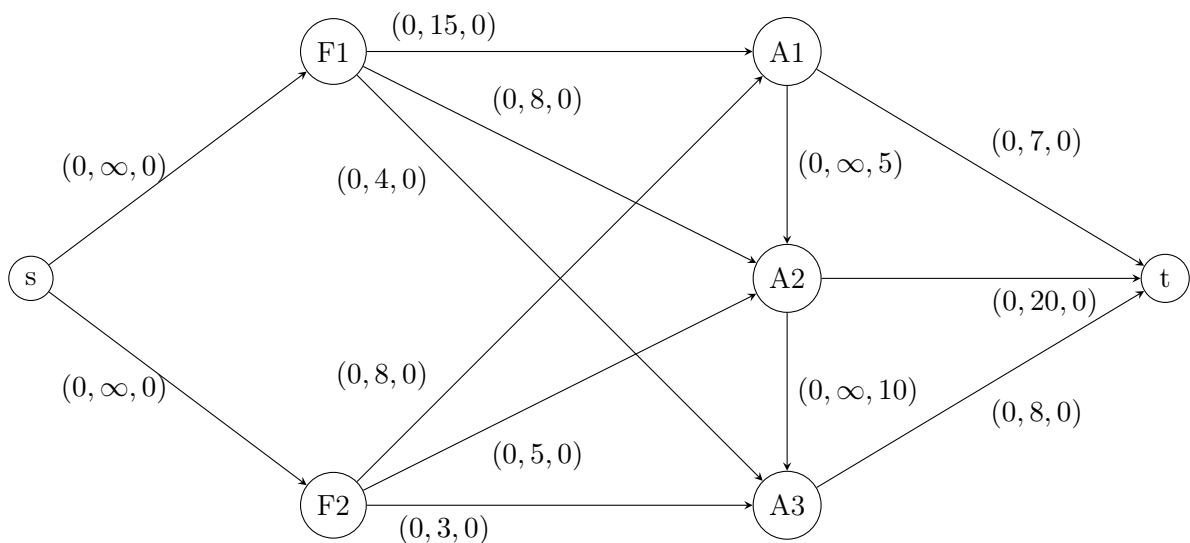 (0, 15, 0)
F1
A1
(0, 8, 0)
(0, 7, 0)
(0, ∞, 0)
(0, 4, 0)
(0, ∞, 5)
s
A2
t
(0, 20, 0)
(0, ∞, 0)
(0, 8, 0)
(0, ∞, 10)
(0, 8, 0)
(0, 5, 0)
F2
A3
(0, 3, 0)